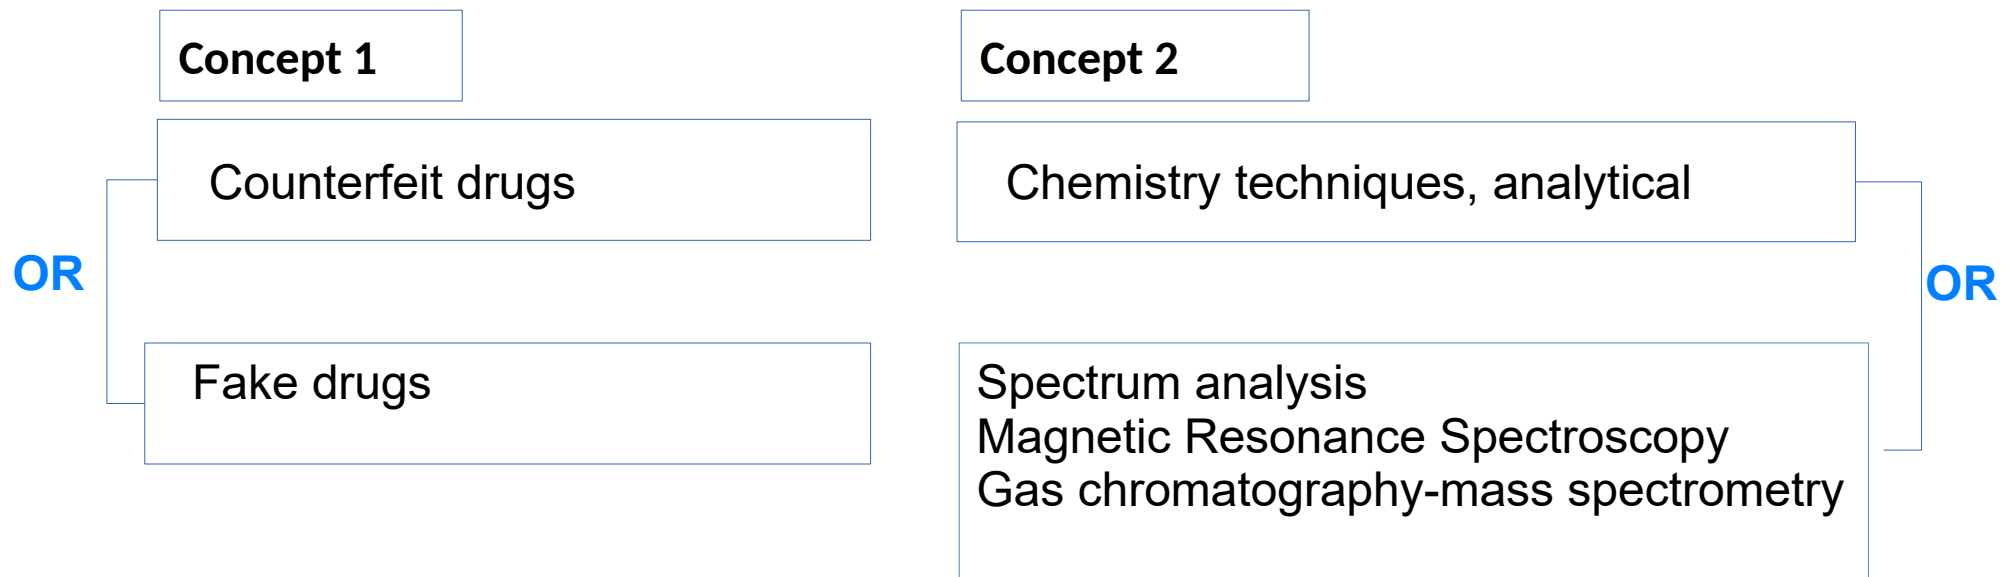 Concept 1
Concept 2
Counterfeit drugs
Chemistry techniques, analytical
OR
OR
Fake drugs
Spectrum analysis
Magnetic Resonance Spectroscopy
Gas chromatography-mass spectrometry